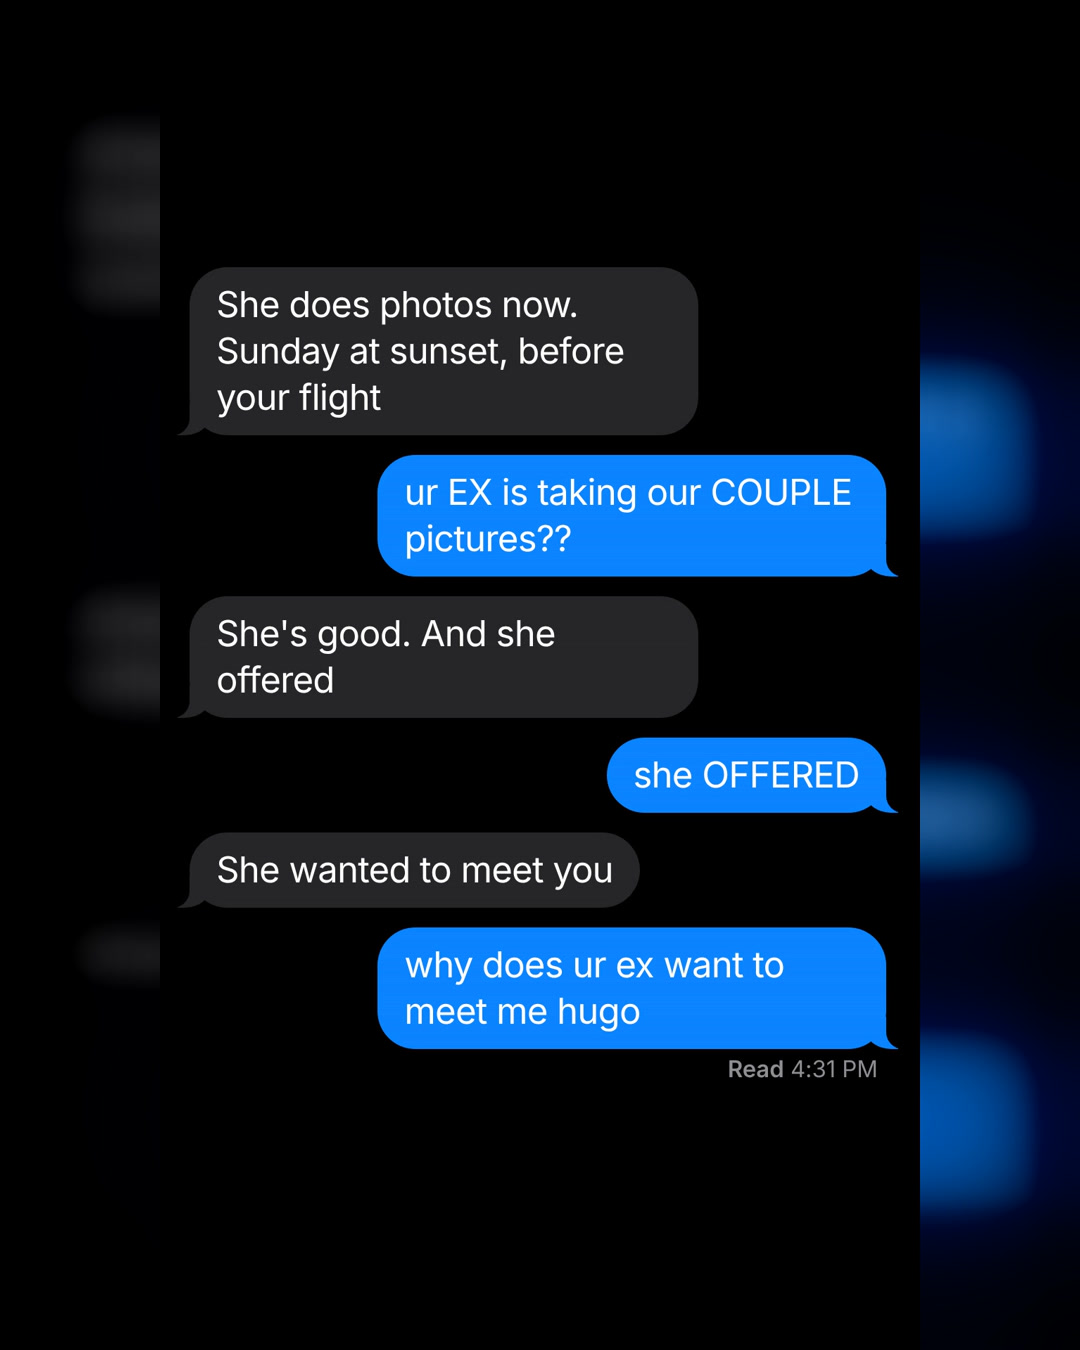 She does photos now.
Sunday at sunset, before
your flight
ur EX is taking our COUPLE
pictures??
She's good. And she
offered
she OFFERED
She wanted to meet you
why does ur ex want to
meet me hugo
Read 4:31 PM